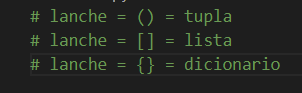 # lanche = () = tupla
# lanche = [] = lista
# lanche = {} = dicionario